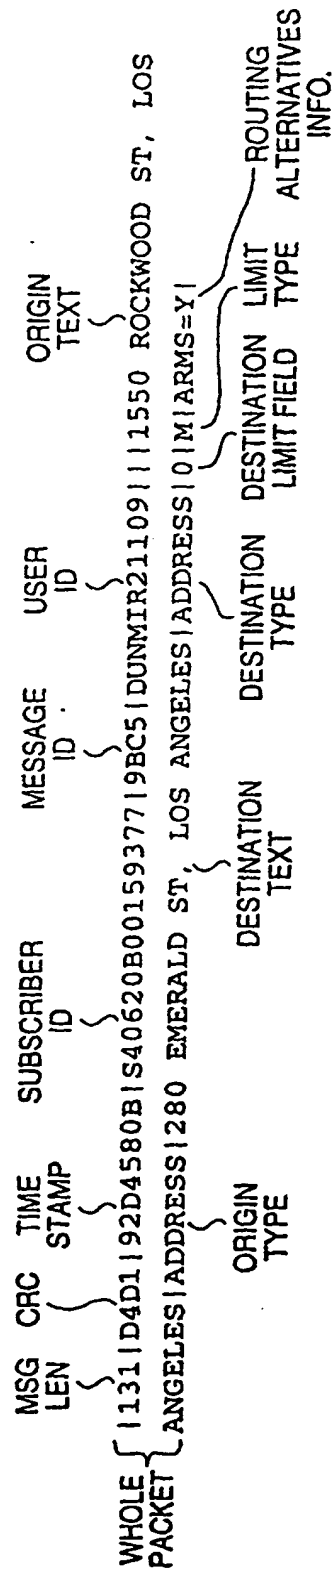 MSG LEN
CRC
TIME STAMP
SUBSCRIBER ID
MESSAGE ID
USER ID
ORIGIN TEXT
WHOLE PACKET
|131|D4D1|92D4580B|S40620B00159377|9BC5|DUNMIR21109|||1550 ROCKWOOD ST, LOS
ANGELES|ADDRESS|280 EMERALD ST, LOS ANGELES|ADDRESS|0|M|ARMS=Y|
ORIGIN TYPE
DESTINATION TEXT
DESTINATION TYPE
DESTINATION LIMIT FIELD
LIMIT TYPE
ROUTING ALTERNATIVES INFO.